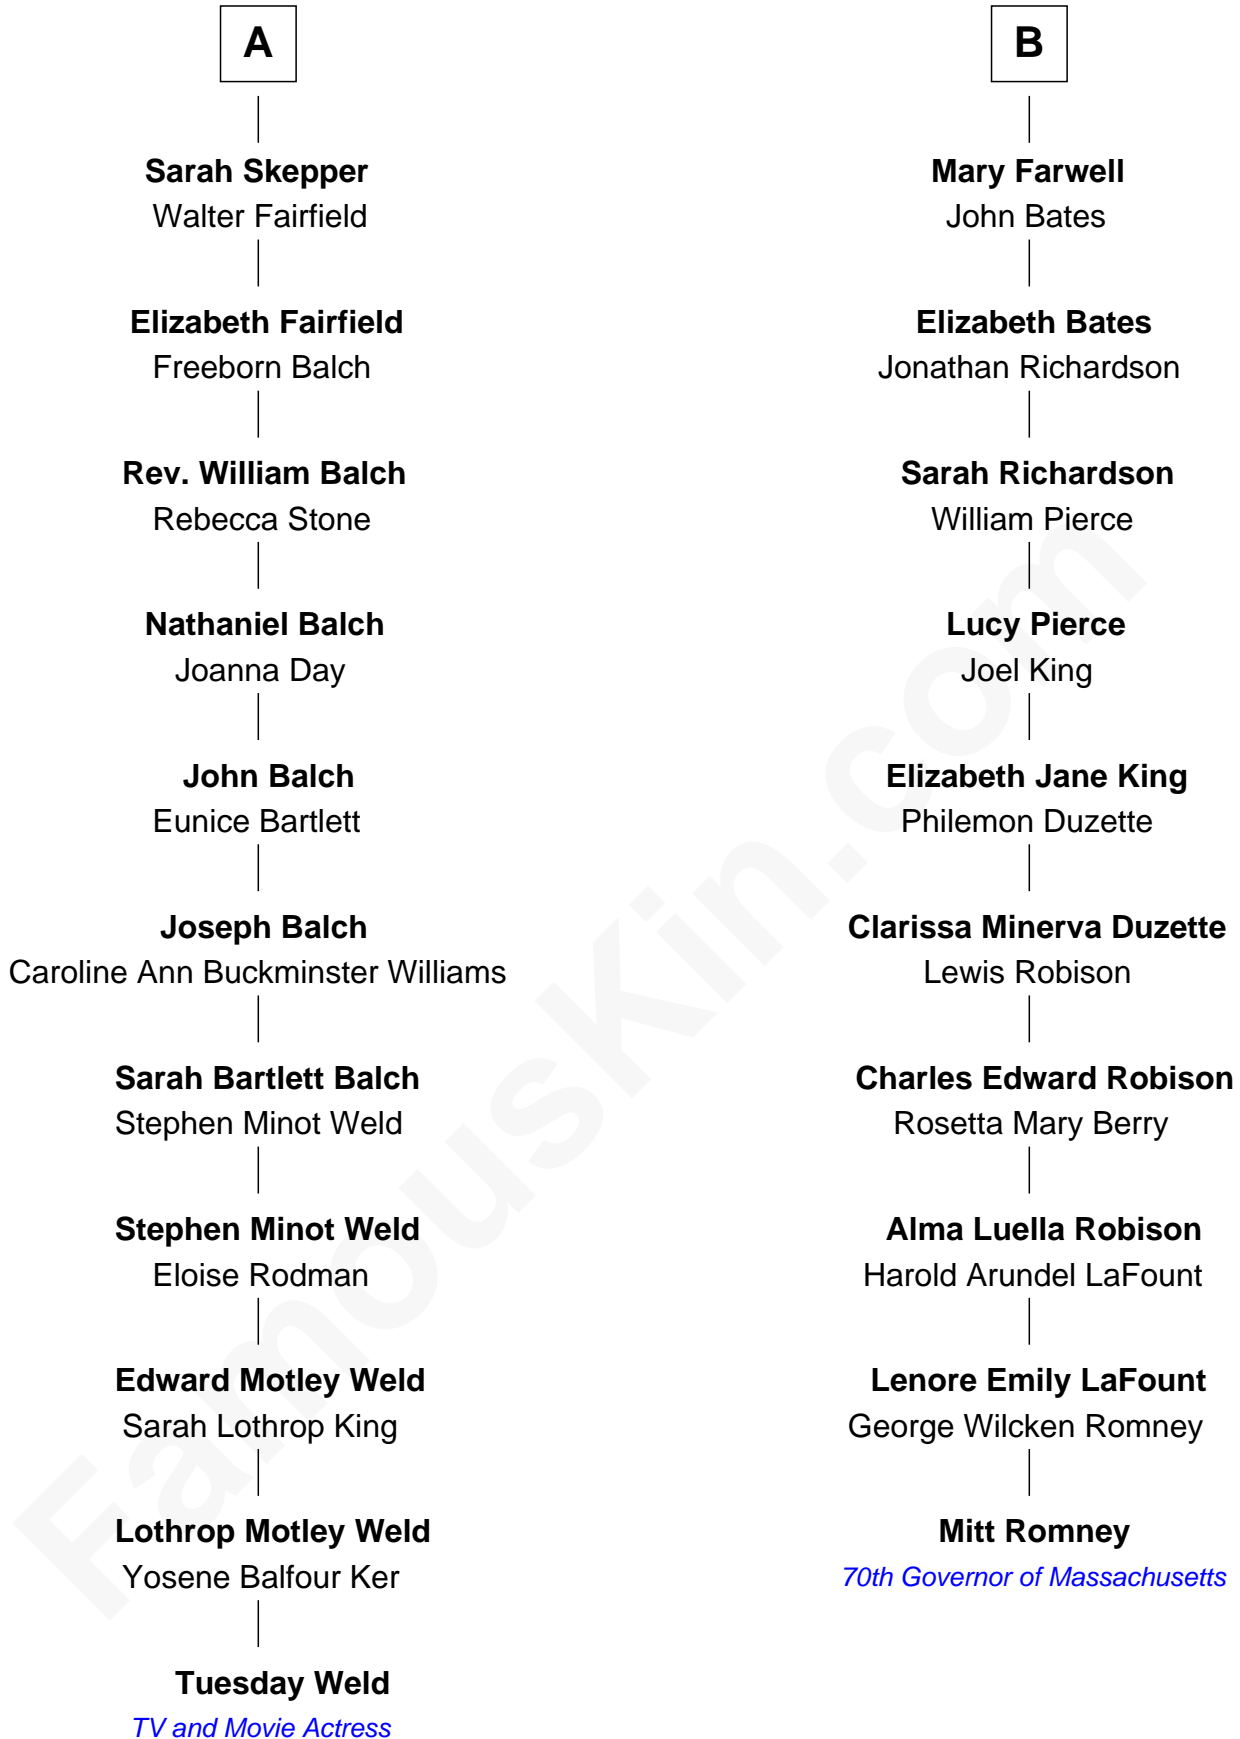 A
Sarah Skepper
Walter Fairfield
Elizabeth Fairfield
Freeborn Balch
Rev. William Balch
Rebecca Stone
Nathaniel Balch
Joanna Day
John Balch
Eunice Bartlett
Joseph Balch
Caroline Ann Buckminster Williams
Sarah Bartlett Balch
Stephen Minot Weld
Stephen Minot Weld
Eloise Rodman
Edward Motley Weld
Sarah Lothrop King
Lothrop Motley Weld
Yosene Balfour Ker
Tuesday Weld
TV and Movie Actress
B
Mary Farwell
John Bates
Elizabeth Bates
Jonathan Richardson
Sarah Richardson
William Pierce
Lucy Pierce
Joel King
Elizabeth Jane King
Philemon Duzette
Clarissa Minerva Duzette
Lewis Robison
Charles Edward Robison
Rosetta Mary Berry
Alma Luella Robison
Harold Arundel LaFount
Lenore Emily LaFount
George Wilcken Romney
Mitt Romney
70th Governor of Massachusetts
FamousKin.com